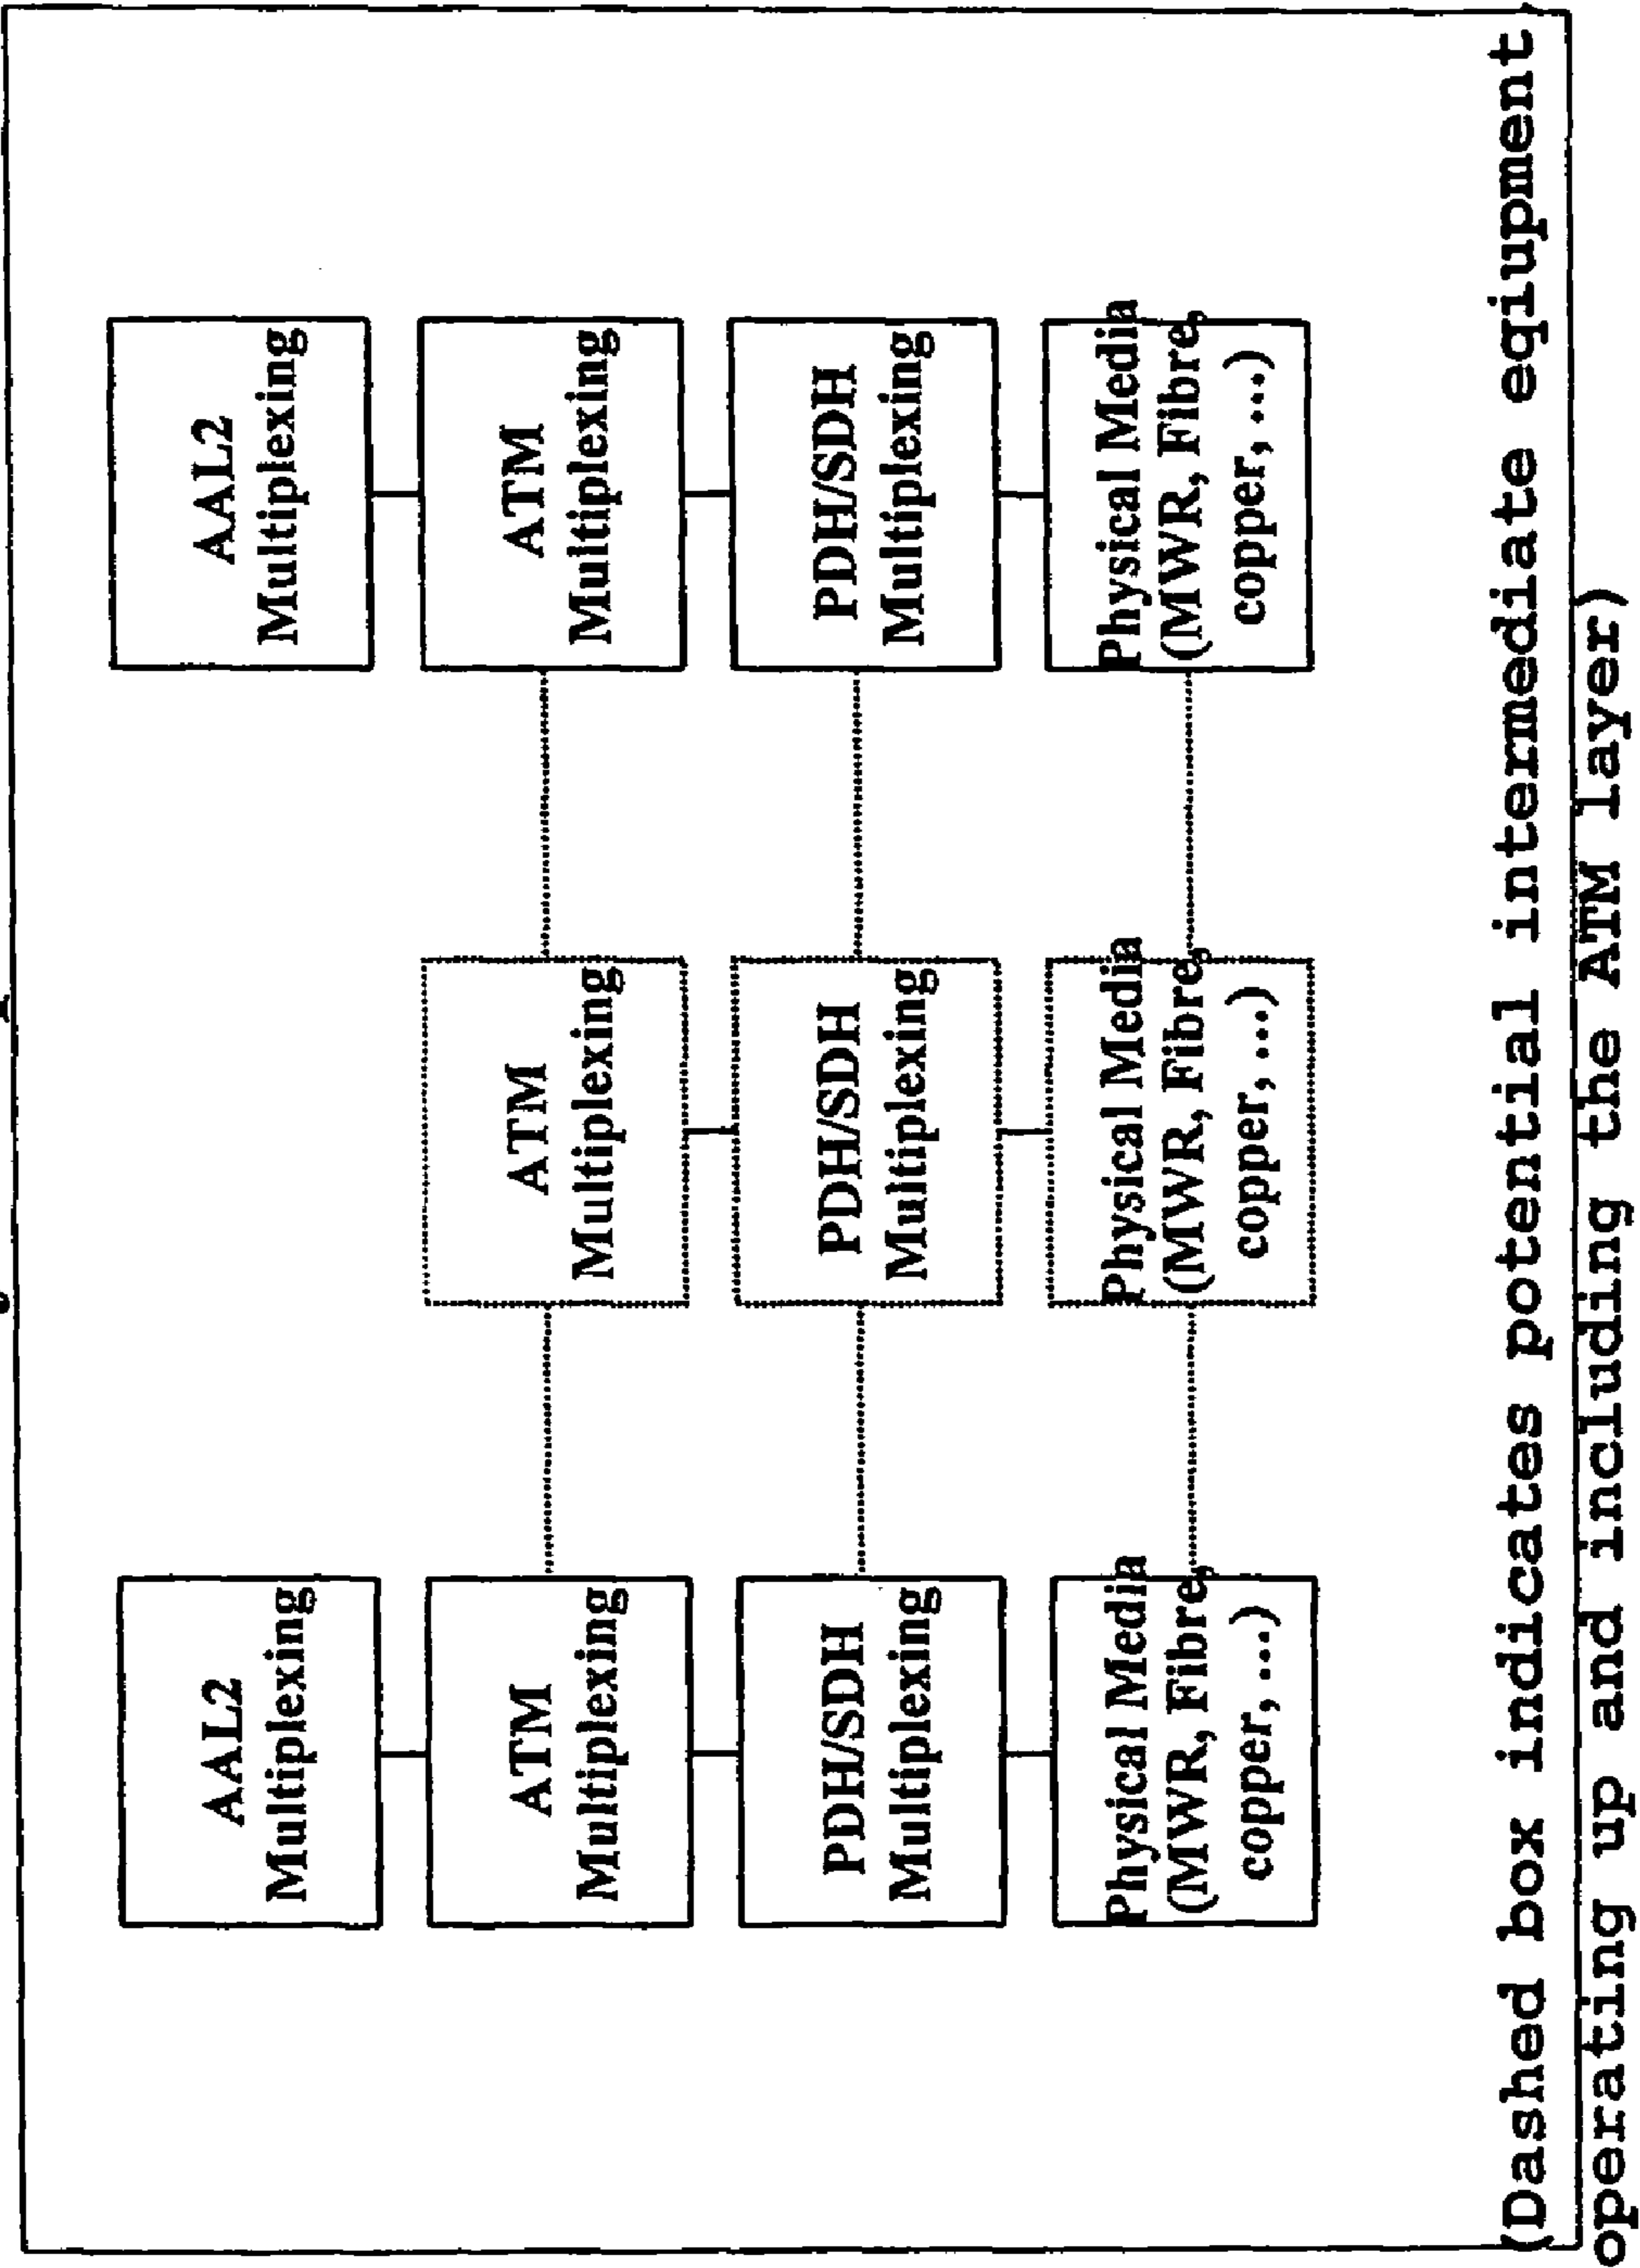 AAL2
Multiplexing
ATM
Multiplexing
PDH/SDH
Multiplexing
Physical Media
(MWR, Fibre,
copper, ...)
ATM
Multiplexing
PDH/SDH
Multiplexing
Physical Media
(MWR, Fibre,
copper, ...)
AAL2
Multiplexing
ATM
Multiplexing
PDH/SDH
Multiplexing
Physical Media
(MWR, Fibre,
copper, ...)
(Dashed box indicates potential intermediate eqiupment,
operating up and including the ATM layer)